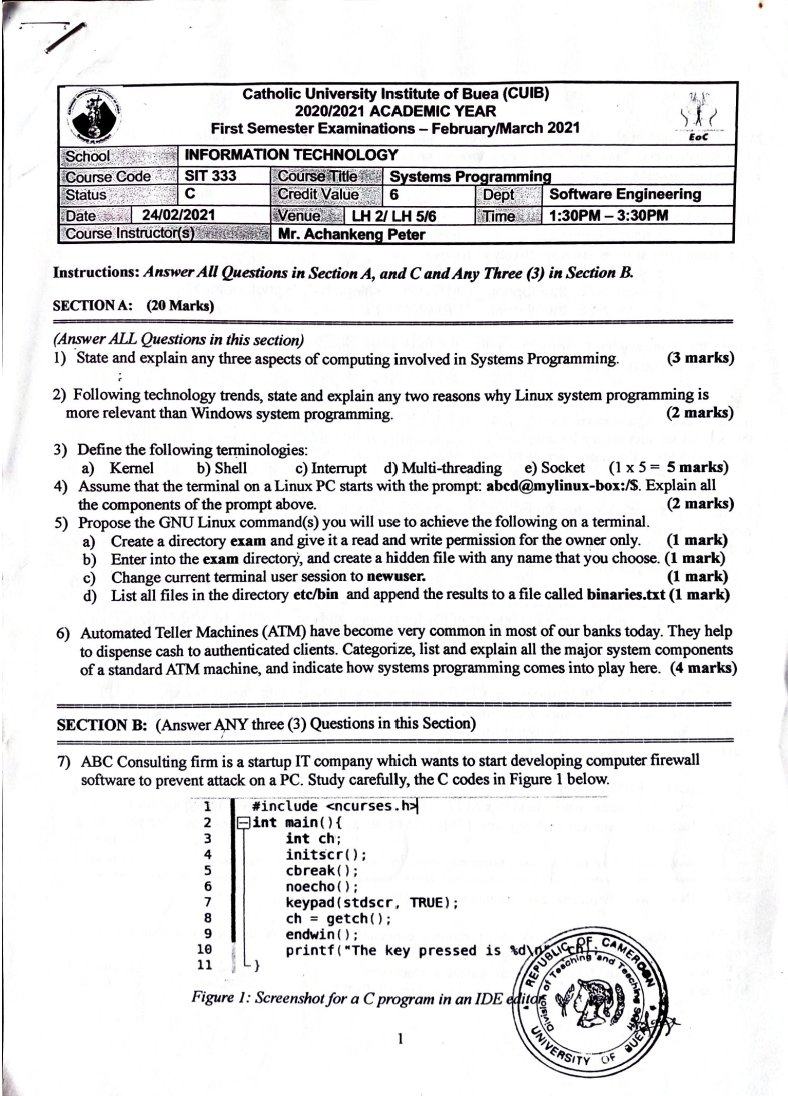 Catholic University Institute of Buea (CUIB)
2020/2021 ACADEMIC YEAR
First Semester Examinations – February/March 2021
EoC
School INFORMATION TECHNOLOGY
Course Code SIT 333 Course Title Systems Programming
Status C Credit Value 6 Dept Software Engineering
Date 24/02/2021 Venue LH 2/ LH 5/6 Time 1:30PM – 3:30PM
Course Instructor(s) Mr. Achankeng Peter
Instructions: Answer All Questions in Section A, and C and Any Three (3) in Section B.
SECTION A: (20 Marks)
(Answer ALL Questions in this section)
1) State and explain any three aspects of computing involved in Systems Programming. (3 marks)
2) Following technology trends, state and explain any two reasons why Linux system programming is
more relevant than Windows system programming. (2 marks)
3) Define the following terminologies:
a) Kernel b) Shell c) Interrupt d) Multi-threading e) Socket (1 x 5 = 5 marks)
4) Assume that the terminal on a Linux PC starts with the prompt: abcd@mylinux-box:/$. Explain all
the components of the prompt above. (2 marks)
5) Propose the GNU Linux command(s) you will use to achieve the following on a terminal.
a) Create a directory exam and give it a read and write permission for the owner only. (1 mark)
b) Enter into the exam directory, and create a hidden file with any name that you choose. (1 mark)
c) Change current terminal user session to newuser. (1 mark)
d) List all files in the directory etc/bin and append the results to a file called binaries.txt (1 mark)
6) Automated Teller Machines (ATM) have become very common in most of our banks today. They help
to dispense cash to authenticated clients. Categorize, list and explain all the major system components
of a standard ATM machine, and indicate how systems programming comes into play here. (4 marks)
SECTION B: (Answer ANY three (3) Questions in this Section)
7) ABC Consulting firm is a startup IT company which wants to start developing computer firewall
software to prevent attack on a PC. Study carefully, the C codes in Figure 1 below.
1 #include <ncurses.h>
2 int main(){
3 int ch;
4 initscr();
5 cbreak();
6 noecho();
7 keypad(stdscr, TRUE);
8 ch = getch();
9 endwin();
10 printf("The key pressed is %d\n
11 }
Figure 1: Screenshot for a C program in an IDE editor
REPUBLIC OF CAMEROON
Division of Teaching and Teaching
UNIVERSITY OF BUEA
1